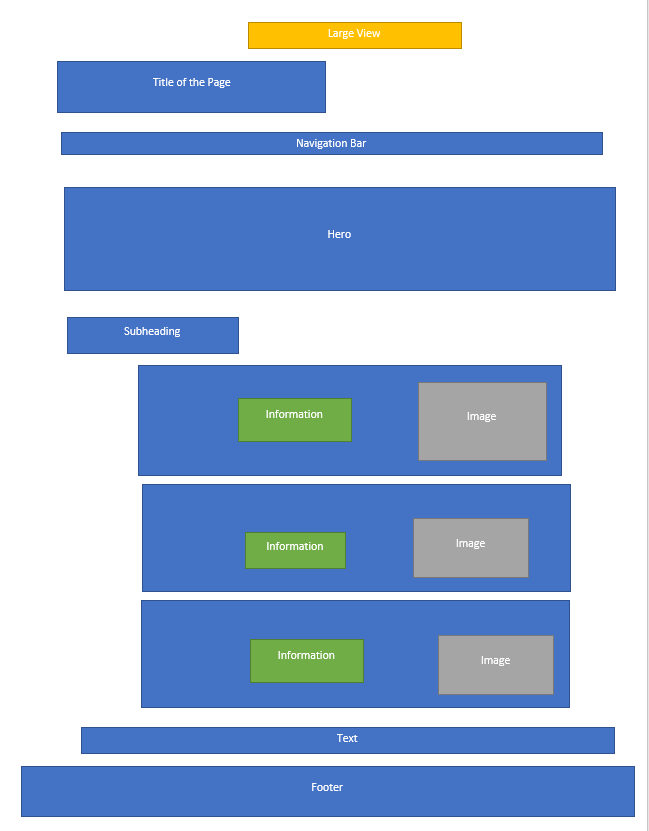 Large View
Title of the Page
Navigation Bar
Hero
Subheading
Information
Image
Information
Image
Information
Image
Text
Footer